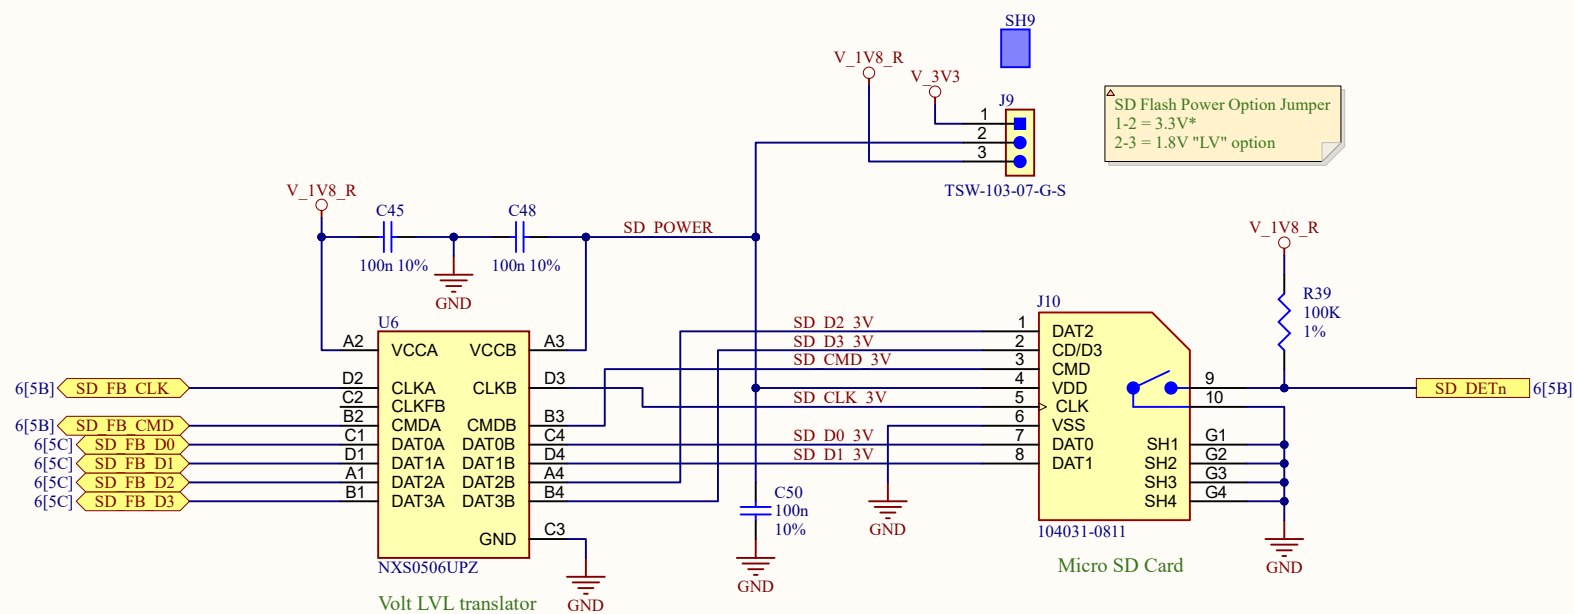 SH9
V_1V8_R
V_3V3
J9
1
2
3
TSW-103-07-G-S
SD Flash Power Option Jumper
1-2 = 3.3V*
2-3 = 1.8V "LV" option
V_1V8_R
C45
100n 10%
C48
100n 10%
GND
SD_POWER
V_1V8_R
R39
100K
1%
U6
A2 VCCA VCCB A3
6[5B] SD_FB_CLK D2 CLKA CLKB D3
C2 CLKFB
6[5B] SD_FB_CMD B2 CMDA CMDB B3
6[5C] SD_FB_D0 C1 DAT0A DAT0B C4
6[5C] SD_FB_D1 D1 DAT1A DAT1B D4
6[5C] SD_FB_D2 A1 DAT2A DAT2B A4
6[5C] SD_FB_D3 B1 DAT3A DAT3B B4
GND C3
NXS0506UPZ
Volt LVL translator
GND
C50
100n
10%
GND
J10
SD_D2_3V 1 DAT2
SD_D3_3V 2 CD/D3
SD_CMD_3V 3 CMD
4 VDD
SD_CLK_3V 5 CLK
6 VSS
SD_D0_3V 7 DAT0
SD_D1_3V 8 DAT1
GND
9
10
SH1 G1
SH2 G2
SH3 G3
SH4 G4
104031-0811
Micro SD Card
GND
SD_DETn 6[5B]